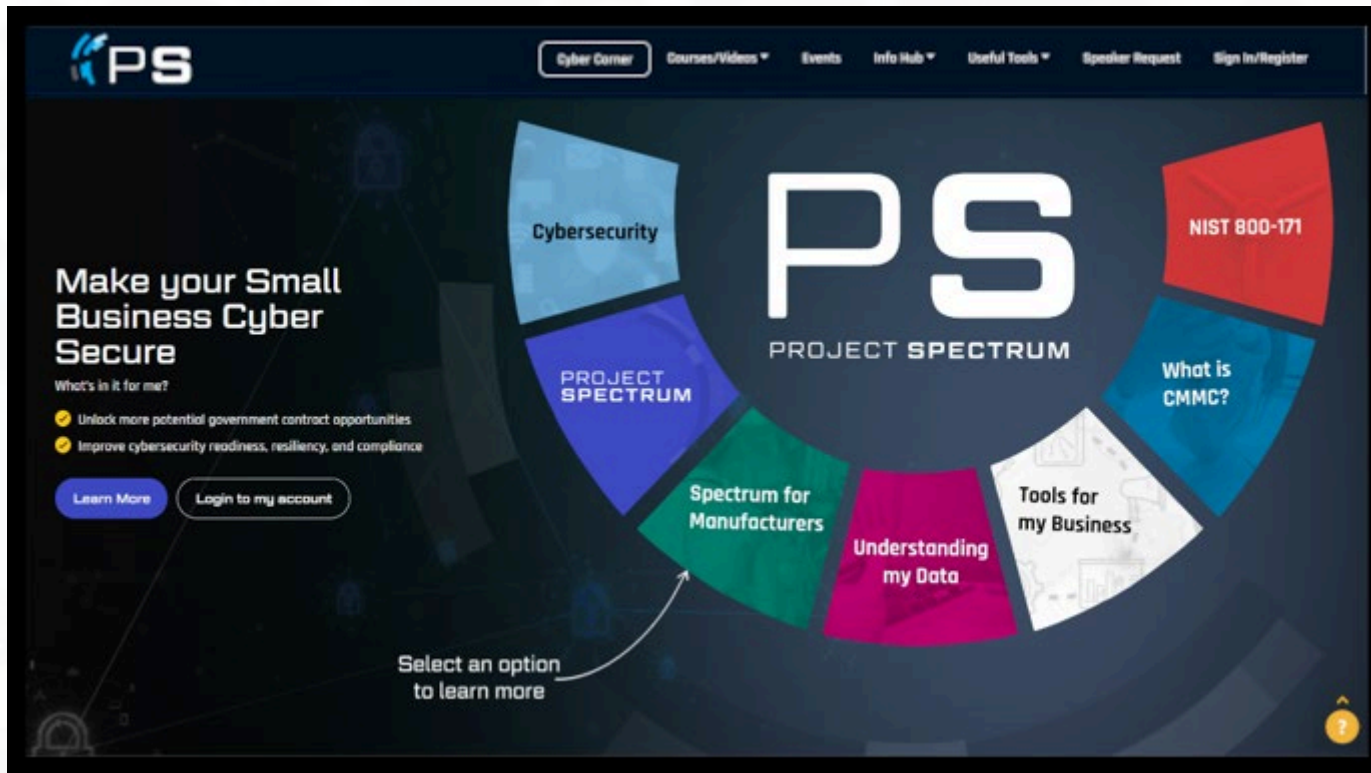 PS
Cyber Corner
Courses/Videos
Events
Info Hub
Useful Tools
Speaker Request
Sign In/Register
Make your Small
Business Cyber
Secure
What's in it for me?
Unlock more potential government contract opportunities
Improve cybersecurity readiness, resiliency, and compliance
Learn More
Login to my account
PS
PROJECT SPECTRUM
Cybersecurity
PROJECT
SPECTRUM
Spectrum for
Manufacturers
Understanding
my Data
Tools for
my Business
What is
CMMC?
NIST 800-171
Select an option
to learn more
?